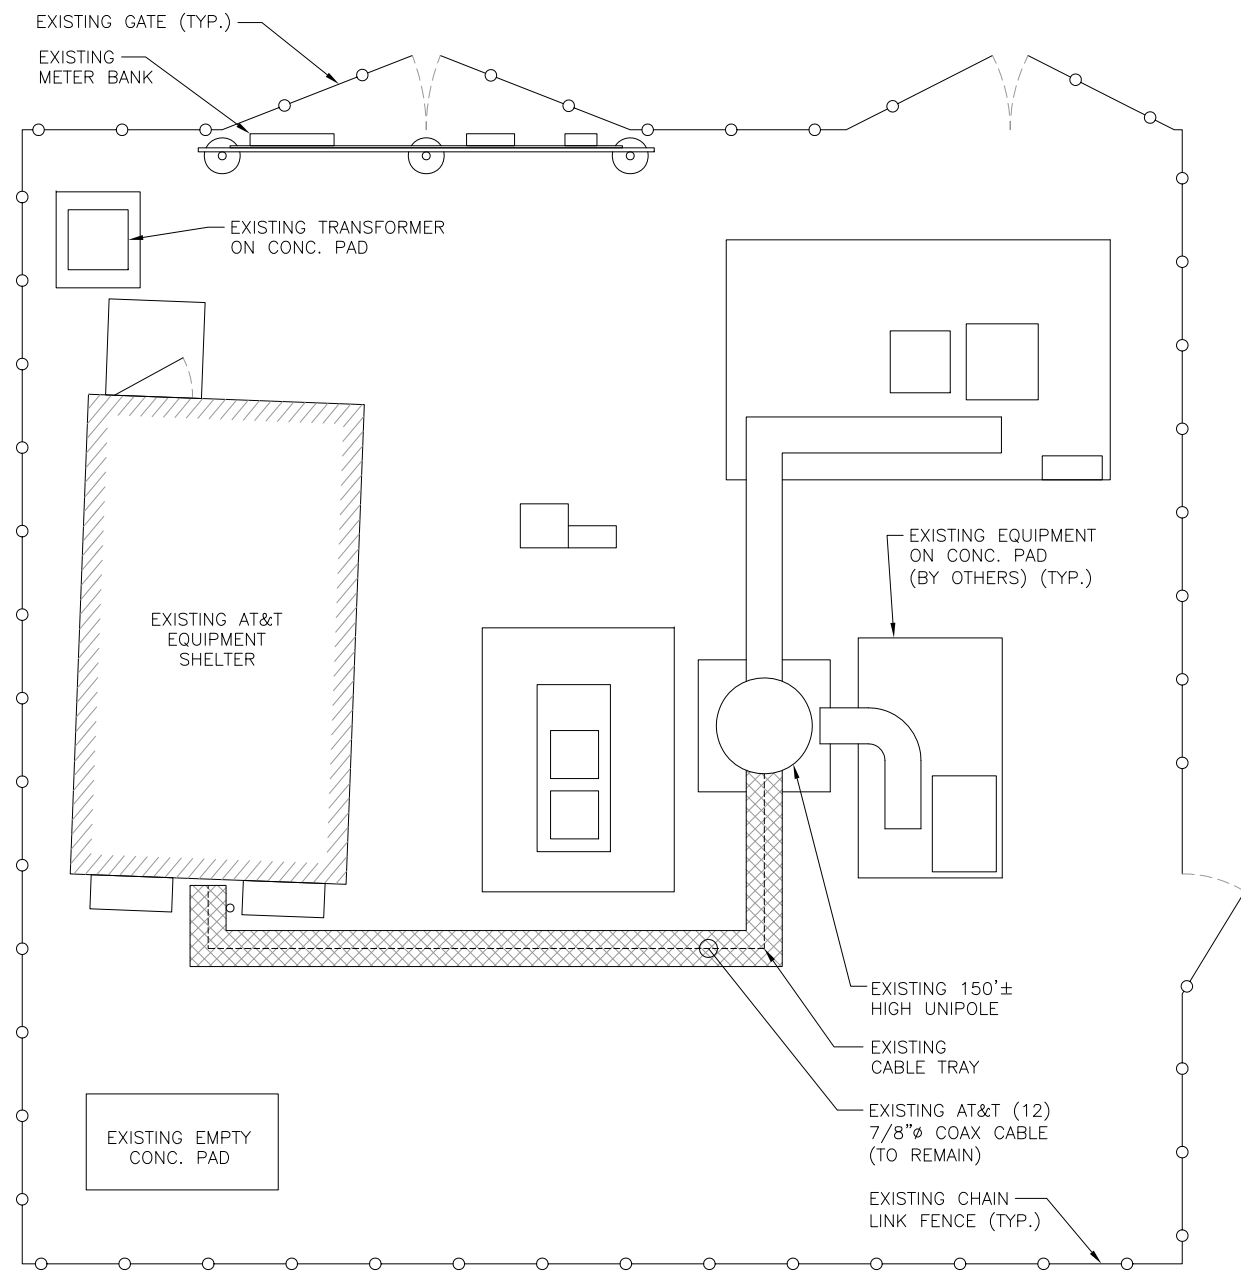 EXISTING GATE (TYP.)
EXISTING
METER BANK
EXISTING TRANSFORMER
ON CONC. PAD
EXISTING EQUIPMENT
ON CONC. PAD
(BY OTHERS) (TYP.)
EXISTING AT&T
EQUIPMENT
SHELTER
EXISTING 150'±
HIGH UNIPOLE
EXISTING
CABLE TRAY
EXISTING AT&T (12)
7/8"ø COAX CABLE
(TO REMAIN)
EXISTING EMPTY
CONC. PAD
EXISTING CHAIN
LINK FENCE (TYP.)